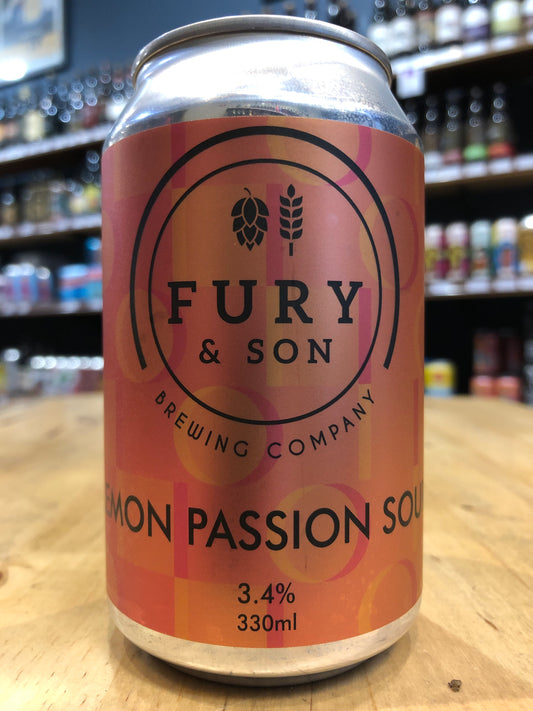 FURY
& SON
BREWING COMPANY
EMON PASSION SOU
3.4%
330ml